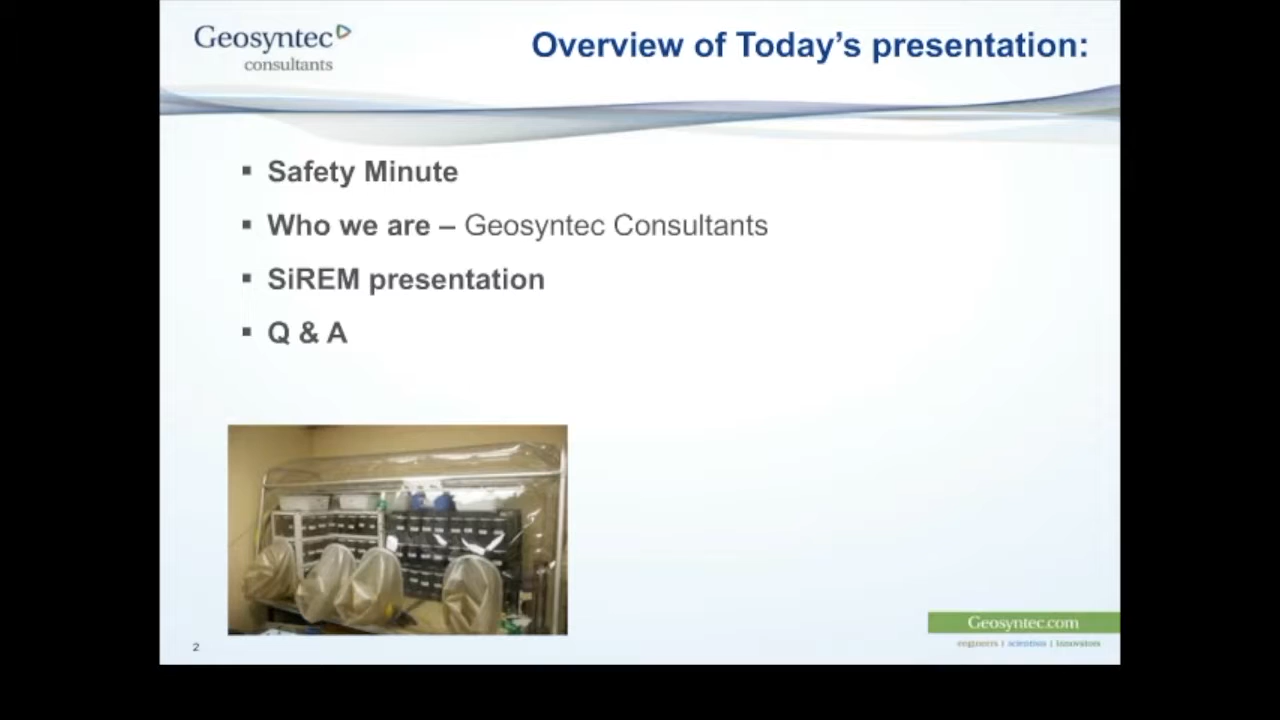 Geosyntec
consultants
Overview of Today's presentation:
▪ Safety Minute
▪ Who we are – Geosyntec Consultants
▪ SiREM presentation
▪ Q & A
Geosyntec.com
engineers | scientists | innovators
2